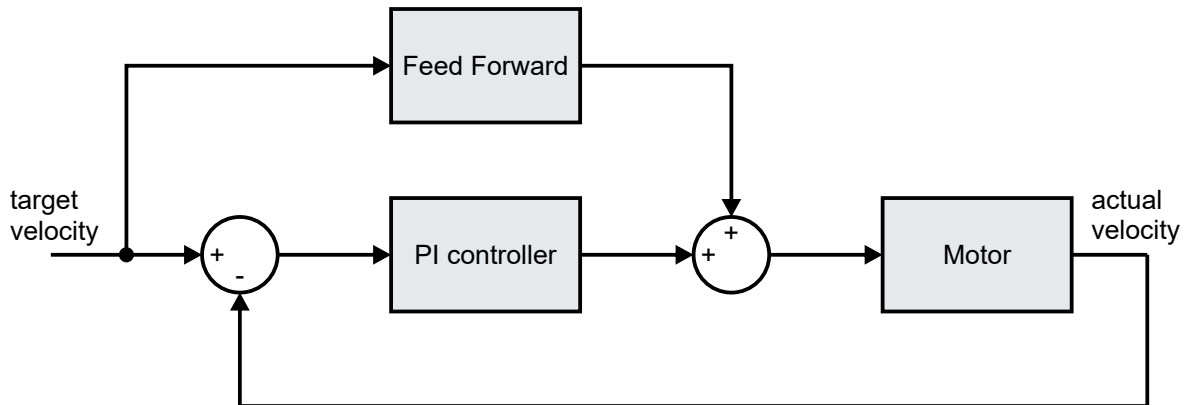 Feed Forward
target
velocity
+
-
PI controller
+
+
Motor
actual
velocity